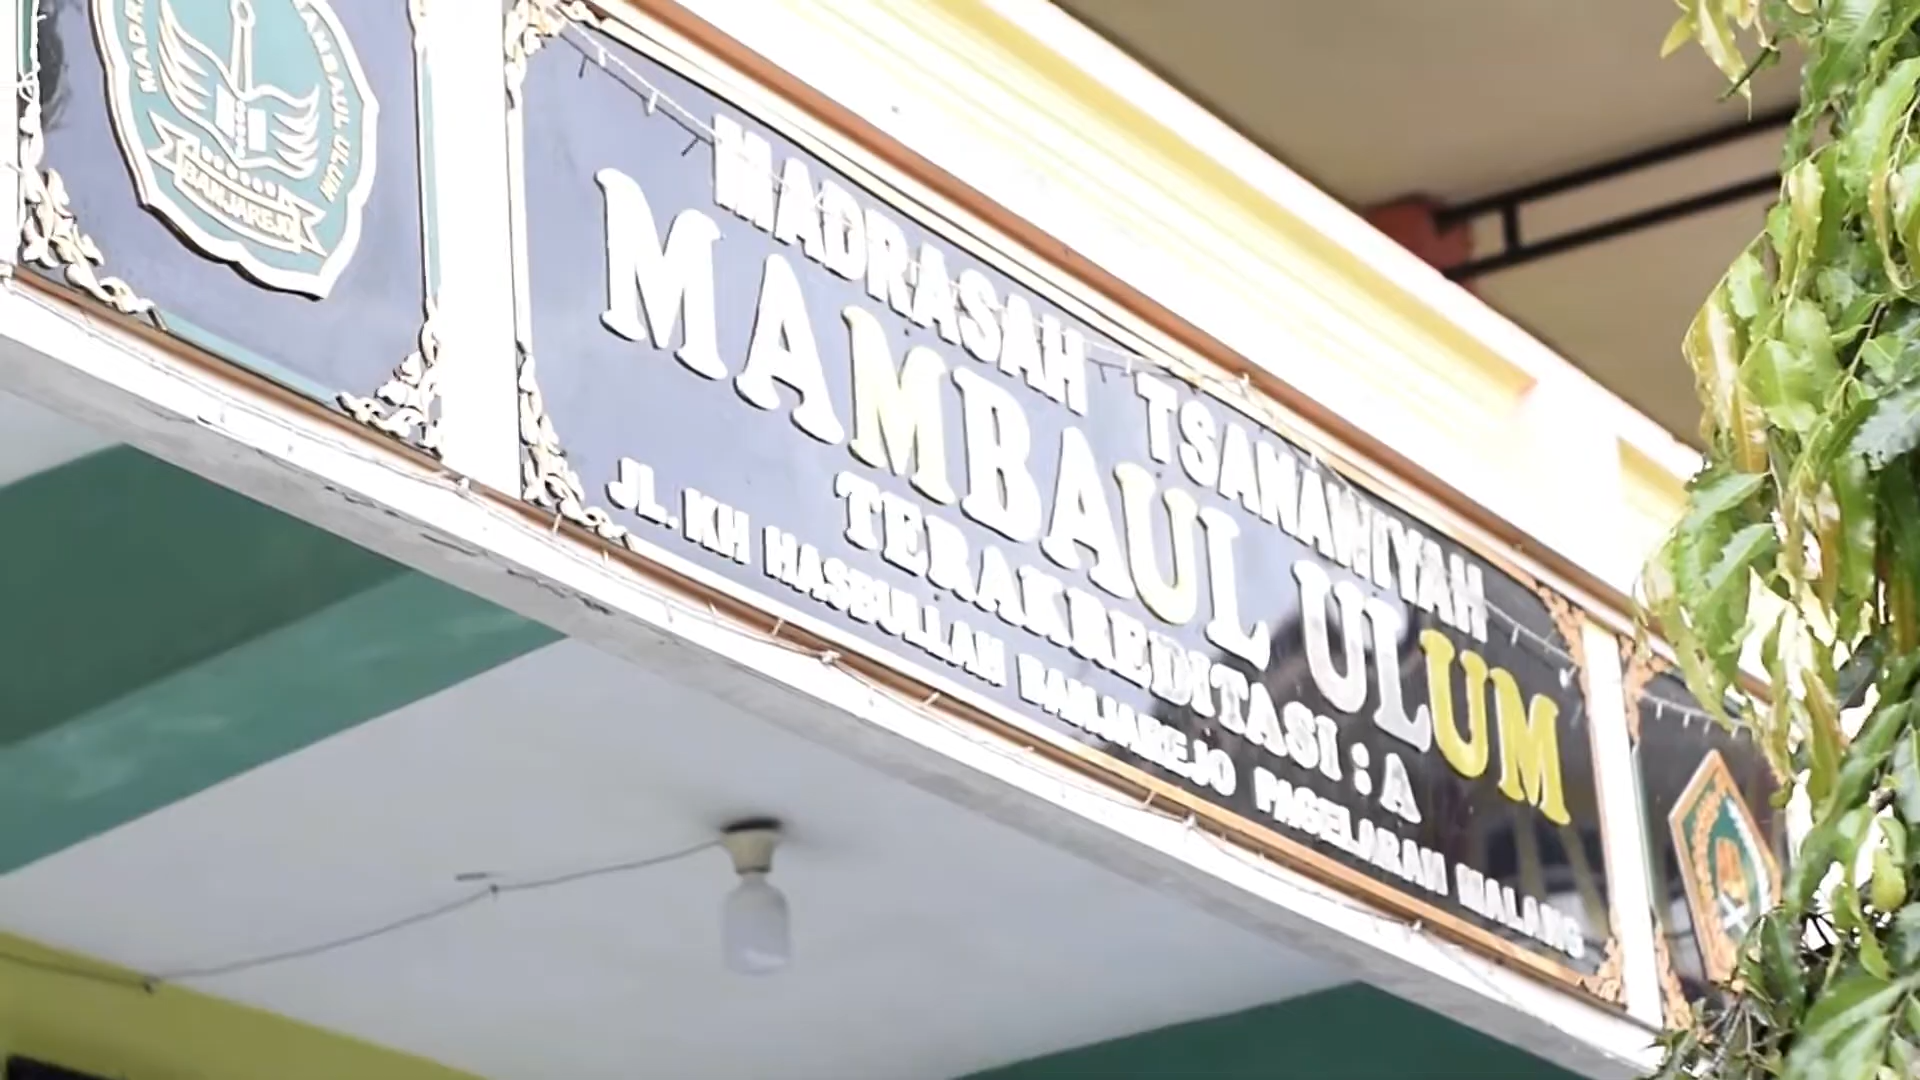 BANJAREJO
MADRASAH TSANAWIYAH
MAMBAUL ULUM
TERAKREDITASI : A
JL. KH HASBULLAH BANJAREJO PAGELARAN MALANG